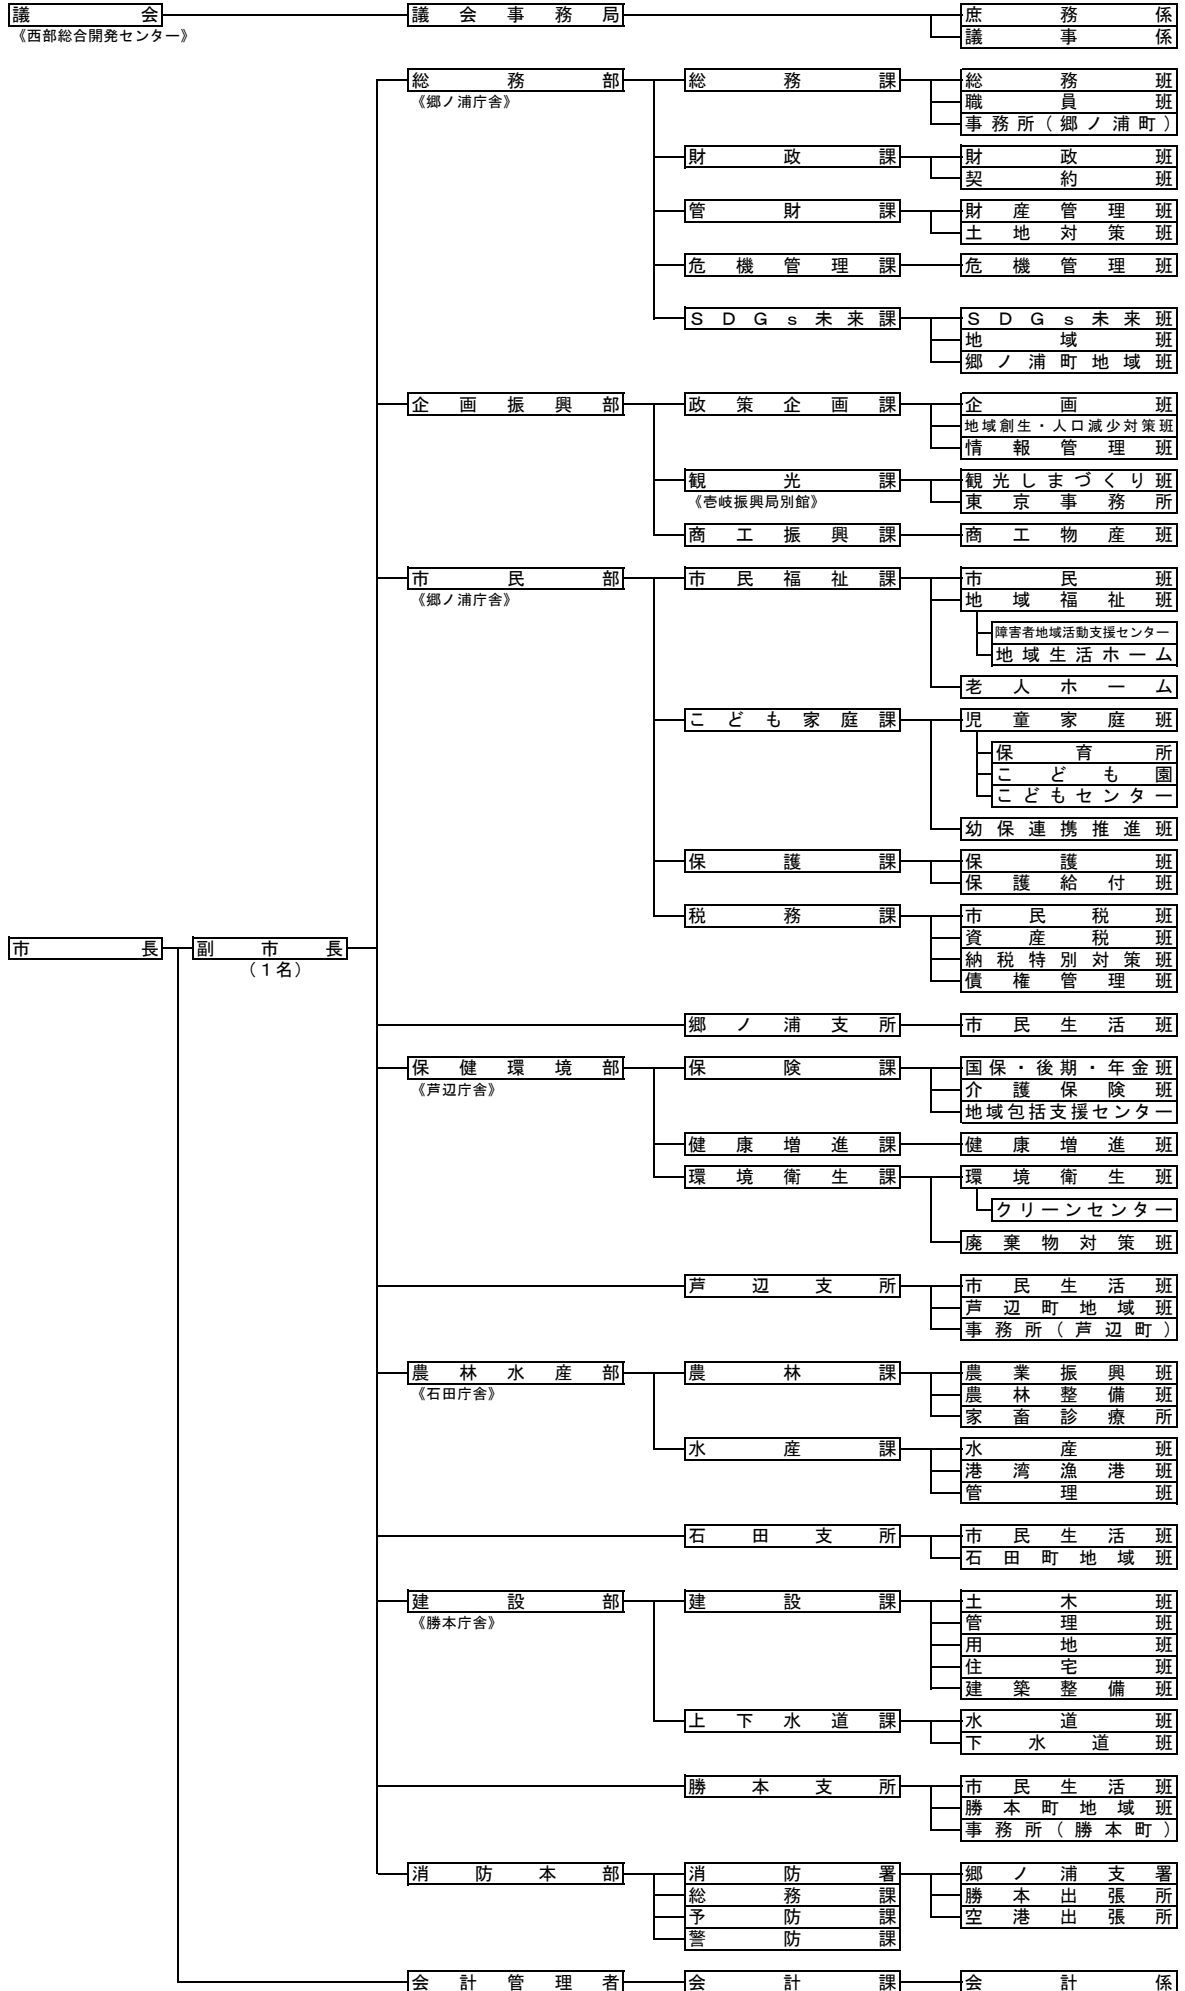 議会 議会事務局 庶務係
《西部総合開発センター》
議事係
総務部 総務課 総務班
《郷ノ浦庁舎》 職員班
事務所（郷ノ浦町）
財政課 財政班
契約班
管財課 財産管理班
土地対策班
危機管理課 危機管理班
ＳＤＧｓ未来課 ＳＤＧｓ未来班
地域班
郷ノ浦町地域班
企画振興部 政策企画課 企画班
地域創生・人口減少対策班
情報管理班
観光課 観光しまづくり班
《壱岐振興局別館》 東京事務所
商工振興課 商工物産班
市民部 市民福祉課 市民班
《郷ノ浦庁舎》 地域福祉班
障害者地域活動支援センター
地域生活ホーム
老人ホーム
こども家庭課 児童家庭班
保育所
こども園
こどもセンター
幼保連携推進班
保護課 保護班
保護給付班
税務課 市民税班
資産税班
市長 副市長 納税特別対策班
（１名） 債権管理班
郷ノ浦支所 市民生活班
保健環境部 保険課 国保・後期・年金班
《芦辺庁舎》 介護保険班
地域包括支援センター
健康増進課 健康増進班
環境衛生課 環境衛生班
クリーンセンター
廃棄物対策班
芦辺支所 市民生活班
芦辺町地域班
事務所（芦辺町）
農林水産部 農林課 農業振興班
《石田庁舎》 農林整備班
家畜診療所
水産課 水産班
港湾漁港班
管理班
石田支所 市民生活班
石田町地域班
建設部 建設課 土木班
《勝本庁舎》 管理班
用地班
住宅班
建築整備班
上下水道課 水道班
下水道班
勝本支所 市民生活班
勝本町地域班
事務所（勝本町）
消防本部 消防署 郷ノ浦支署
総務課 勝本出張所
予防課 空港出張所
警防課
会計管理者 会計課 会計係